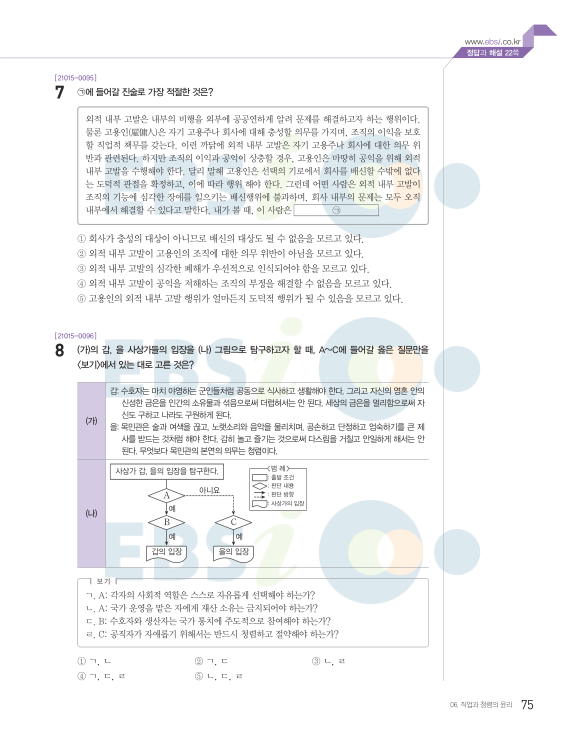 www.ebsi.co.kr
정답과 해설 22쪽
[21015-0095]
7 ㉠에 들어갈 진술로 가장 적절한 것은?
외적 내부 고발은 내부의 비행을 외부에 공공연하게 알려 문제를 해결하고자 하는 행위이다.
물론 고용인(雇傭人)은 자기 고용주나 회사에 대해 충성할 의무를 가지며, 조직의 이익을 보호
할 직업적 책무를 갖는다. 이런 까닭에 외적 내부 고발은 자기 고용주나 회사에 대한 의무 위
반과 관련된다. 하지만 조직의 이익과 공익이 상충할 경우, 고용인은 마땅히 공익을 위해 외적
내부 고발을 수행해야 한다. 달리 말해 고용인은 선택의 기로에서 회사를 배신할 수밖에 없다
는 도덕적 관점을 확정하고, 이에 따라 행위 해야 한다. 그런데 어떤 사람은 외적 내부 고발이
조직의 기능에 심각한 장애를 일으키는 배신행위에 불과하며, 회사 내부의 문제는 모두 오직
내부에서 해결할 수 있다고 말한다. 내가 볼 때, 이 사람은 ㉠
① 회사가 충성의 대상이 아니므로 배신의 대상도 될 수 없음을 모르고 있다.
② 외적 내부 고발이 고용인의 조직에 대한 의무 위반이 아님을 모르고 있다.
③ 외적 내부 고발의 심각한 폐해가 우선적으로 인식되어야 함을 모르고 있다.
④ 외적 내부 고발이 공익을 저해하는 조직의 부정을 해결할 수 없음을 모르고 있다.
⑤ 고용인의 외적 내부 고발 행위가 얼마든지 도덕적 행위가 될 수 있음을 모르고 있다.
[21015-0096]
8 (가)의 갑, 을 사상가들의 입장을 (나) 그림으로 탐구하고자 할 때, A~C에 들어갈 옳은 질문만을
〈보기〉에서 있는 대로 고른 것은?
(가)
갑: 수호자는 마치 야영하는 군인들처럼 공동으로 식사하고 생활해야 한다. 그리고 자신의 영혼 안의
신성한 금은을 인간의 소유물과 섞음으로써 더럽혀서는 안 된다. 세상의 금은을 멀리함으로써 자
신도 구하고 나라도 구원하게 된다.
을: 목민관은 술과 여색을 끊고, 노랫소리와 음악을 물리치며, 공손하고 단정하고 엄숙하기를 큰 제
사를 받드는 것처럼 해야 한다. 감히 놀고 즐기는 것으로써 다스림을 거칠고 안일하게 해서는 안
된다. 무엇보다 목민관의 본연의 의무는 청렴이다.
(나)
사상가 갑, 을의 입장을 탐구한다.
〈범 례〉
: 출발 조건
: 판단 내용
: 판단 방향
: 사상가의 입장
A
아니요
예
B
C
예
예
갑의 입장
을의 입장
보기
ㄱ. A: 각자의 사회적 역할은 스스로 자유롭게 선택해야 하는가?
ㄴ. A: 국가 운영을 맡은 자에게 재산 소유는 금지되어야 하는가?
ㄷ. B: 수호자와 생산자는 국가 통치에 주도적으로 참여해야 하는가?
ㄹ. C: 공직자가 자애롭기 위해서는 반드시 청렴하고 절약해야 하는가?
① ㄱ, ㄴ
② ㄱ, ㄷ
③ ㄴ, ㄹ
④ ㄱ, ㄷ, ㄹ
⑤ ㄴ, ㄷ, ㄹ
06. 직업과 청렴의 윤리 75
EBSi
EBSi